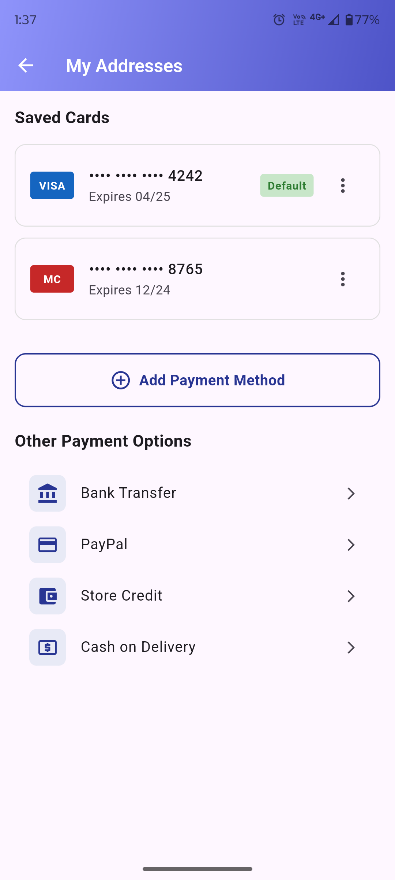 1:37
Vo) LTE 4G+ 77%
My Addresses
Saved Cards
VISA •••• •••• •••• 4242
Expires 04/25
Default
MC •••• •••• •••• 8765
Expires 12/24
Add Payment Method
Other Payment Options
Bank Transfer
PayPal
Store Credit
Cash on Delivery